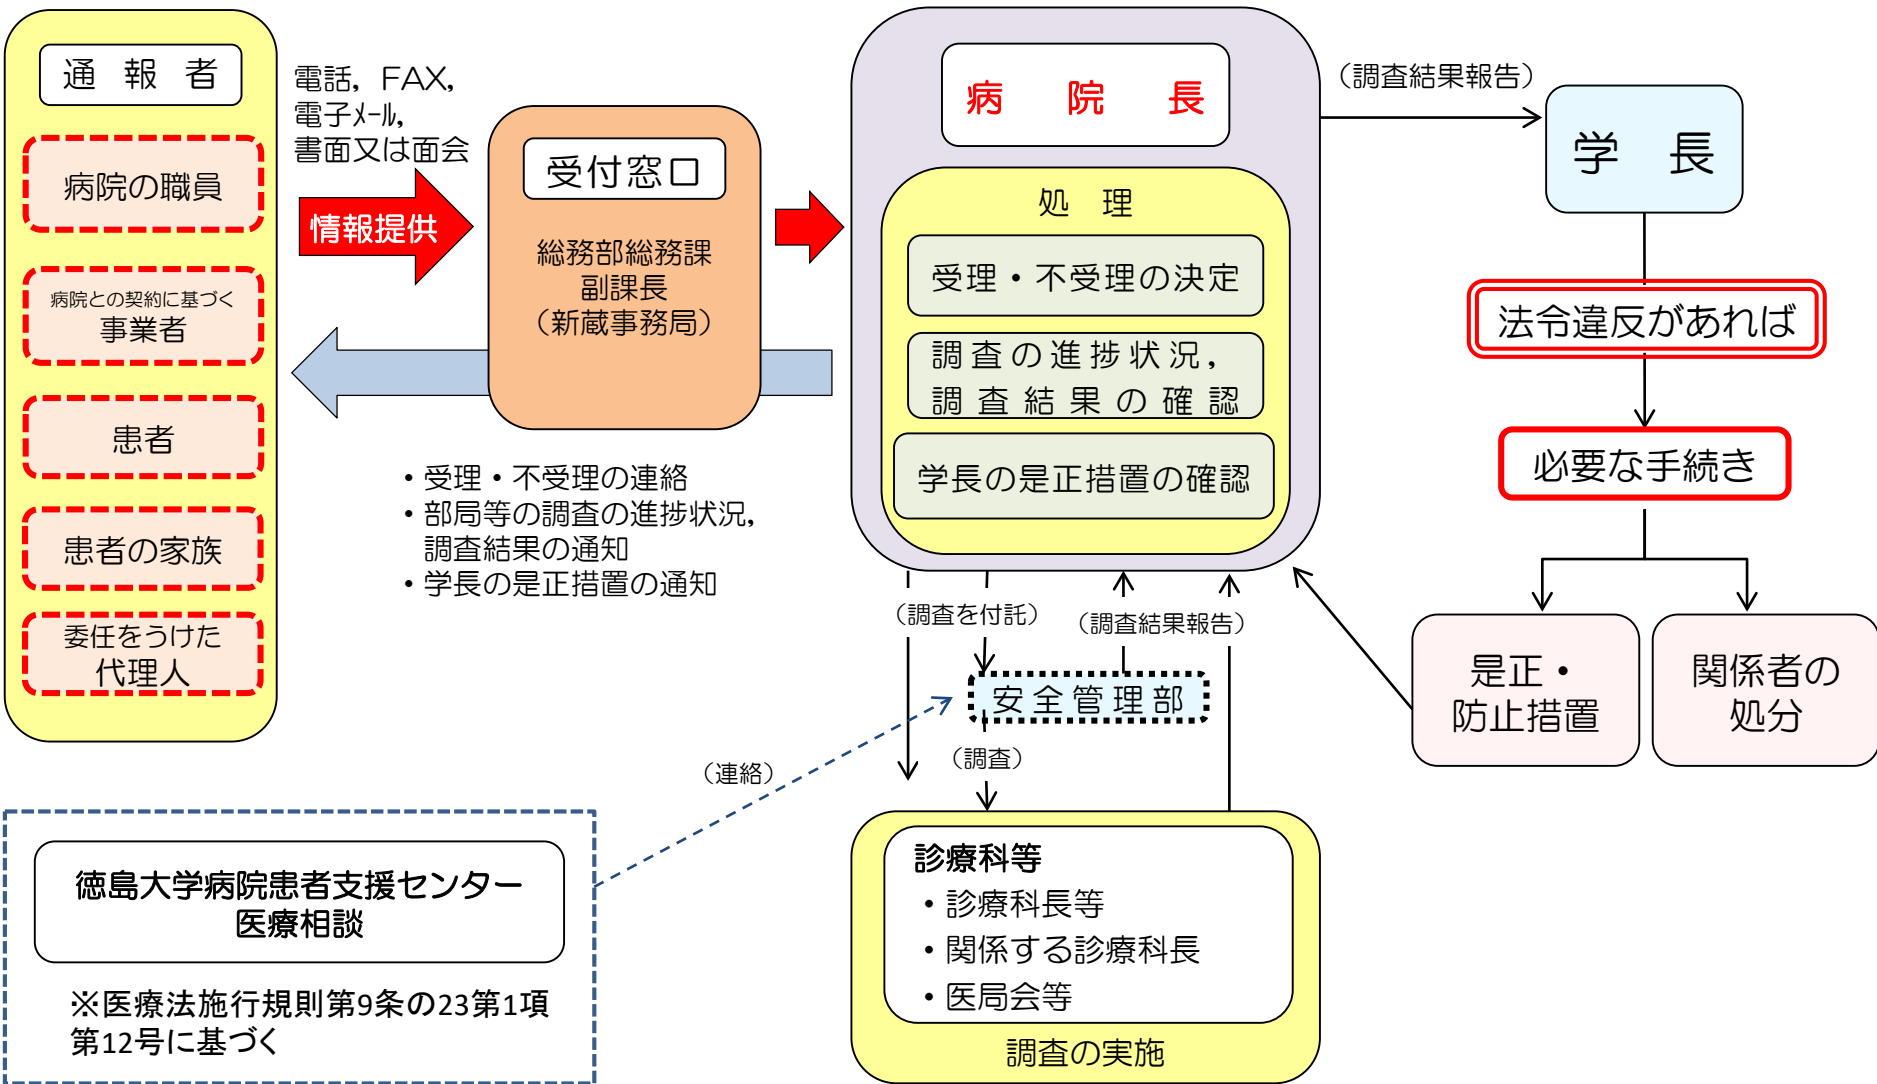 通報者
病院の職員
病院との契約に基づく
事業者
患者
患者の家族
委任をうけた
代理人
電話，FAX，
電子メール，
書面又は面会
情報提供
受付窓口
総務部総務課
副課長
（新蔵事務局）
・受理・不受理の連絡
・部局等の調査の進捗状況，
調査結果の通知
・学長の是正措置の通知
病院長
処理
受理・不受理の決定
調査の進捗状況，
調査結果の確認
学長の是正措置の確認
（調査結果報告）
学長
法令違反があれば
必要な手続き
是正・
防止措置
関係者の
処分
（調査を付託）
（調査結果報告）
安全管理部
（調査）
（連絡）
診療科等
・診療科長等
・関係する診療科長
・医局会等
調査の実施
徳島大学病院患者支援センター
医療相談
※医療法施行規則第9条の23第1項
第12号に基づく